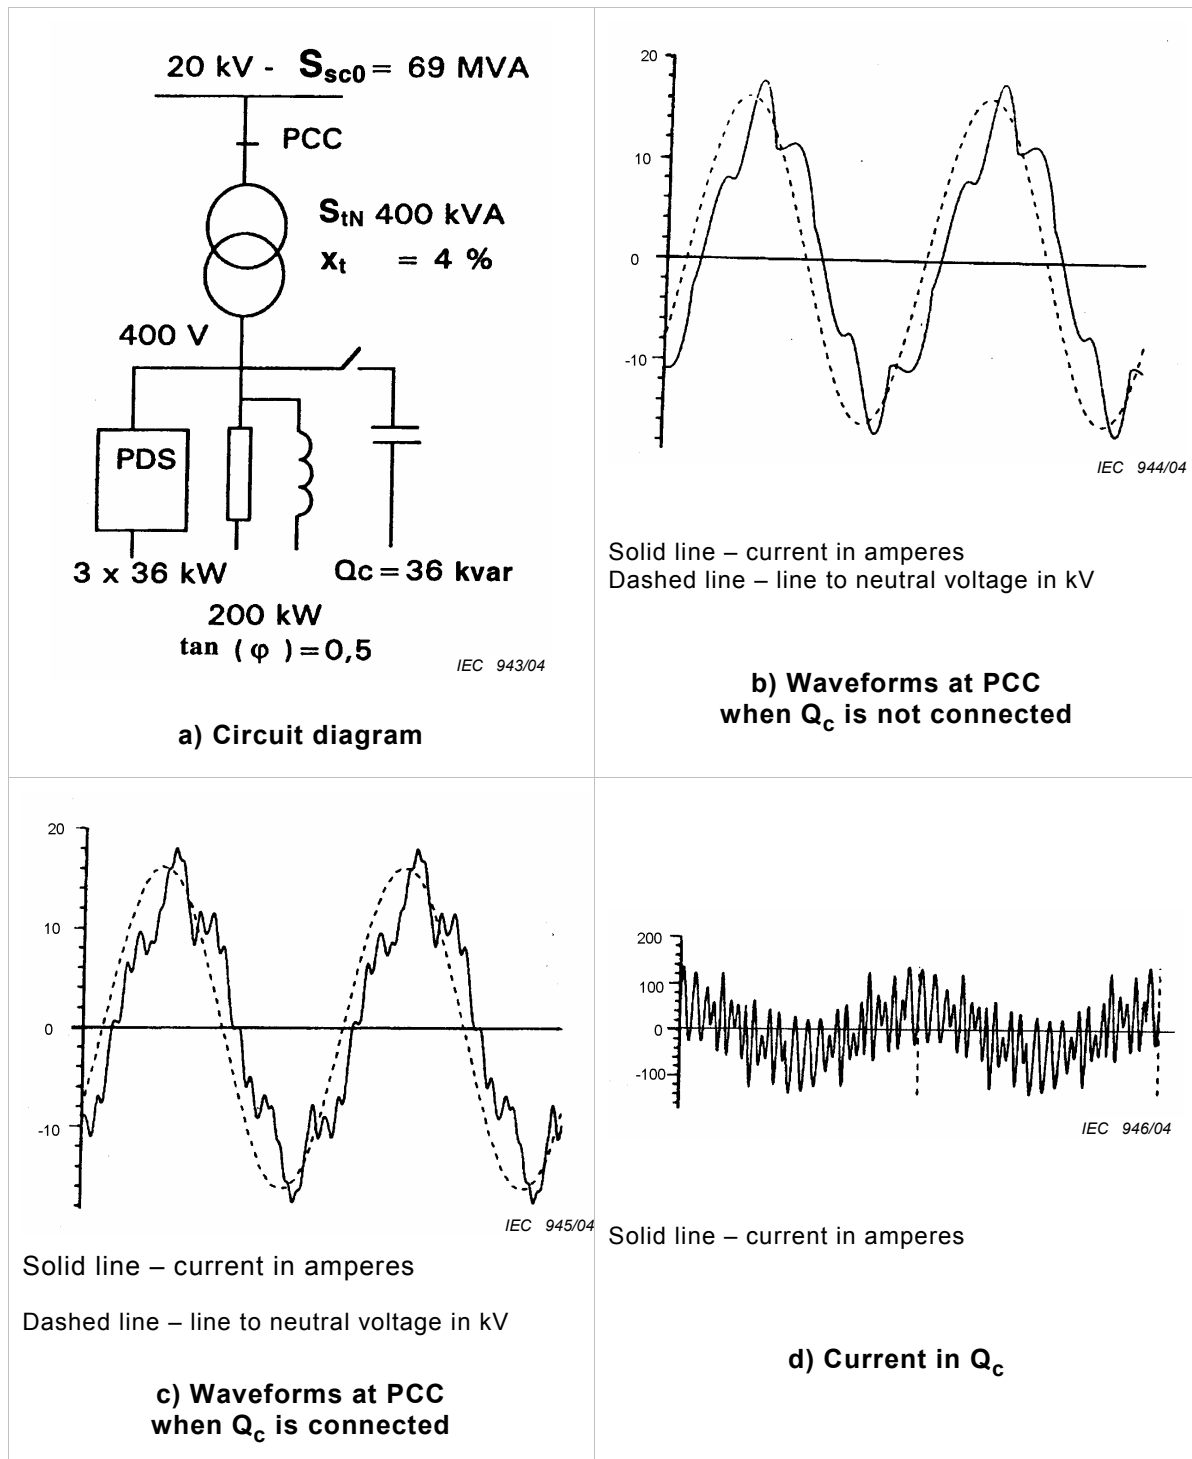 20 kV - Ssc0 = 69 MVA
PCC
StN 400 kVA
xt = 4 %
400 V
PDS
3 x 36 kW
Qc = 36 kvar
200 kW
tan ( φ ) = 0,5
IEC 943/04
a) Circuit diagram
20
10
0
-10
IEC 944/04
Solid line – current in amperes
Dashed line – line to neutral voltage in kV
b) Waveforms at PCC
when Qc is not connected
20
10
0
-10
IEC 945/04
Solid line – current in amperes
Dashed line – line to neutral voltage in kV
c) Waveforms at PCC
when Qc is connected
200
100
0
-100
IEC 946/04
Solid line – current in amperes
d) Current in Qc